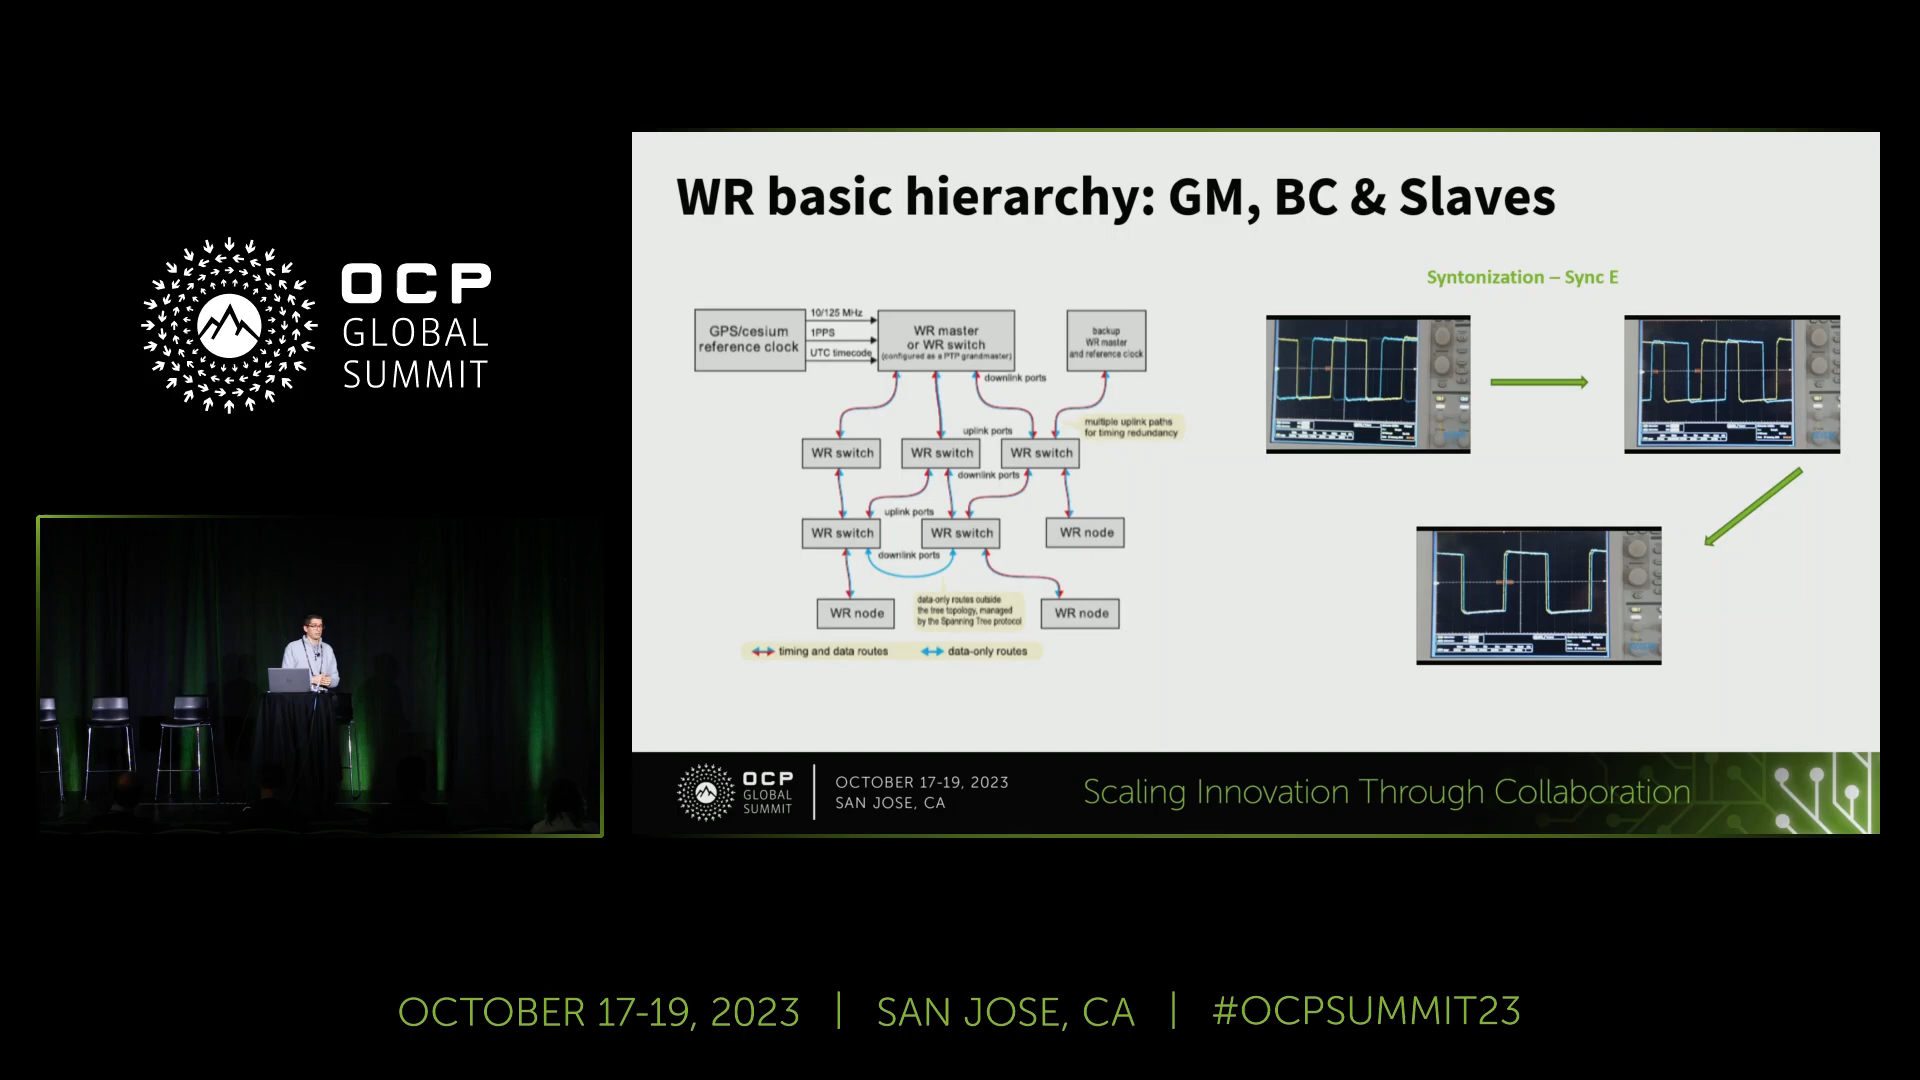 OCP
GLOBAL
SUMMIT
WR basic hierarchy: GM, BC & Slaves
Syntonization – Sync E
GPS/cesium
reference clock
10/125 MHz
1PPS
UTC timecode
WR master
or WR switch
(configured as a PTP grandmaster)
backup
WR master
and reference clock
downlink ports
multiple uplink paths
for timing redundancy
uplink ports
WR switch
WR switch
WR switch
downlink ports
uplink ports
WR switch
WR switch
WR node
downlink ports
data-only routes outside
the tree topology, managed
by the Spanning Tree protocol
WR node
WR node
timing and data routes
data-only routes
OCP
GLOBAL
SUMMIT
OCTOBER 17-19, 2023
SAN JOSE, CA
Scaling Innovation Through Collaboration
OCTOBER 17-19, 2023 | SAN JOSE, CA | #OCPSUMMIT23